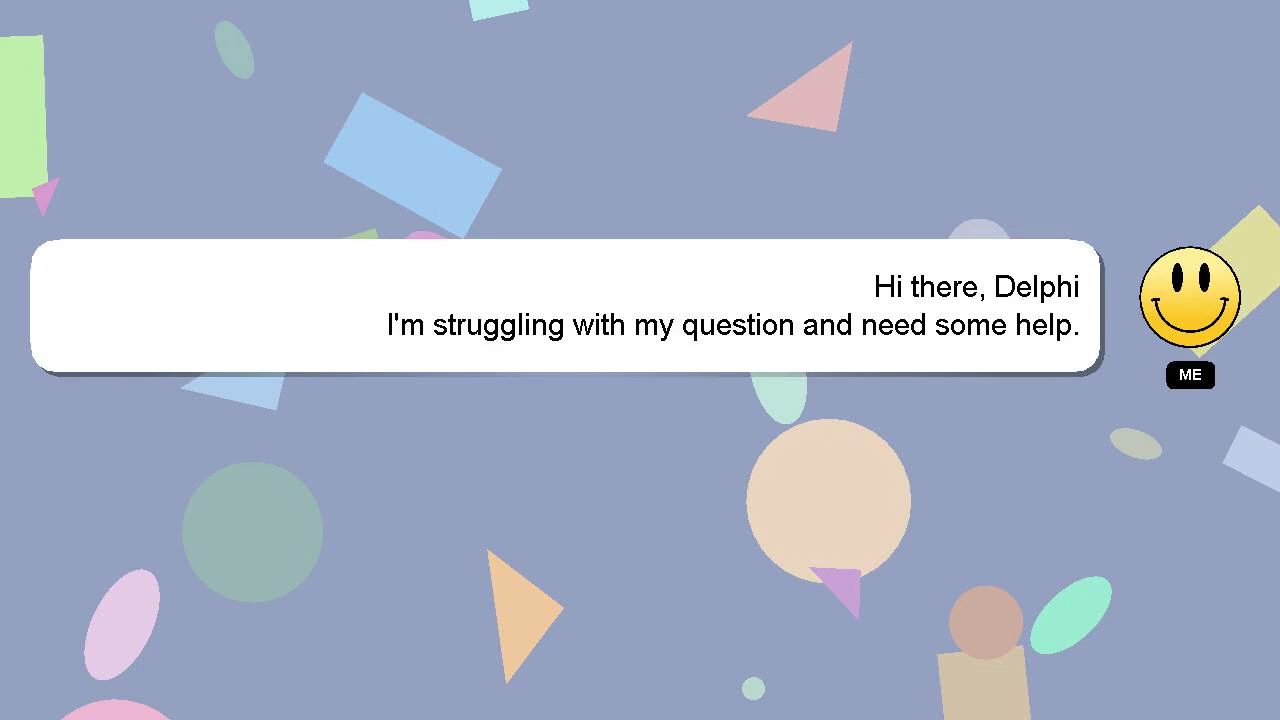 Hi there, Delphi
I'm struggling with my question and need some help.
ME